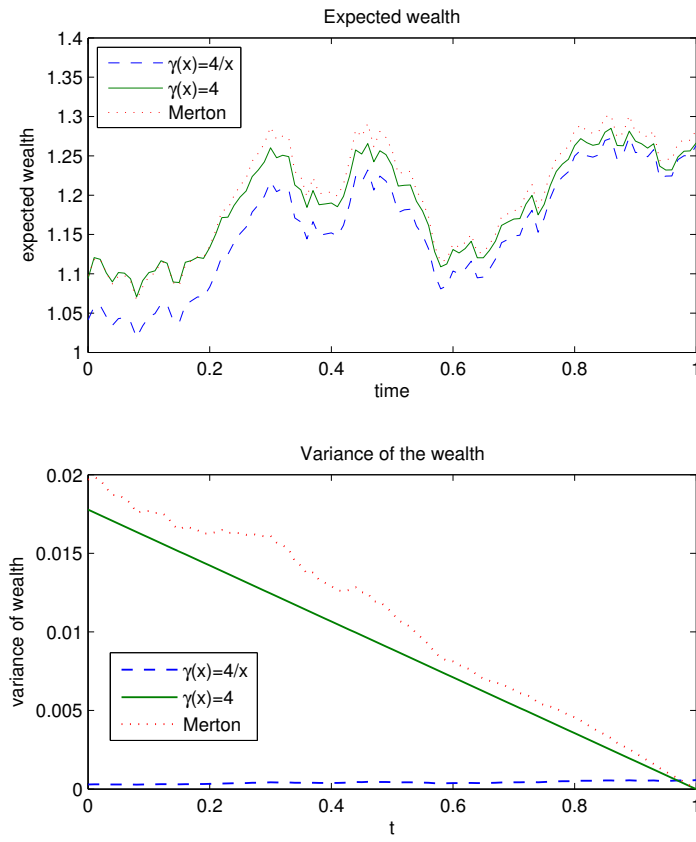 Expected wealth
1.4
1.35
1.3
1.25
1.2
1.15
1.1
1.05
1
expected wealth
γ(x)=4/x
γ(x)=4
Merton
0
0.2
0.4
0.6
0.8
1
time
Variance of the wealth
0.02
0.015
0.01
0.005
0
variance of wealth
γ(x)=4/x
γ(x)=4
Merton
0
0.2
0.4
0.6
0.8
1
t